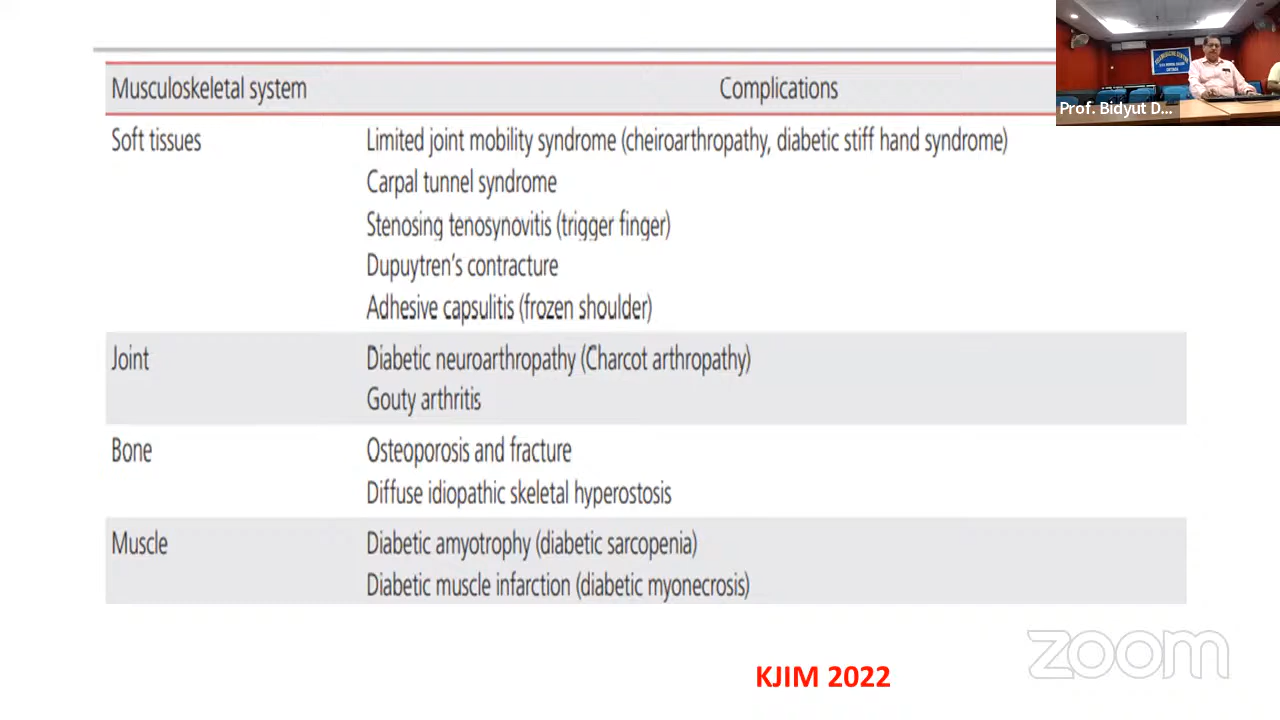 Musculoskeletal system Complications
Soft tissues Limited joint mobility syndrome (cheiroarthropathy, diabetic stiff hand syndrome)
Carpal tunnel syndrome
Stenosing tenosynovitis (trigger finger)
Dupuytren's contracture
Adhesive capsulitis (frozen shoulder)
Joint Diabetic neuroarthropathy (Charcot arthropathy)
Gouty arthritis
Bone Osteoporosis and fracture
Diffuse idiopathic skeletal hyperostosis
Muscle Diabetic amyotrophy (diabetic sarcopenia)
Diabetic muscle infarction (diabetic myonecrosis)
KJIM 2022
zoom
Prof. Bidyut D...